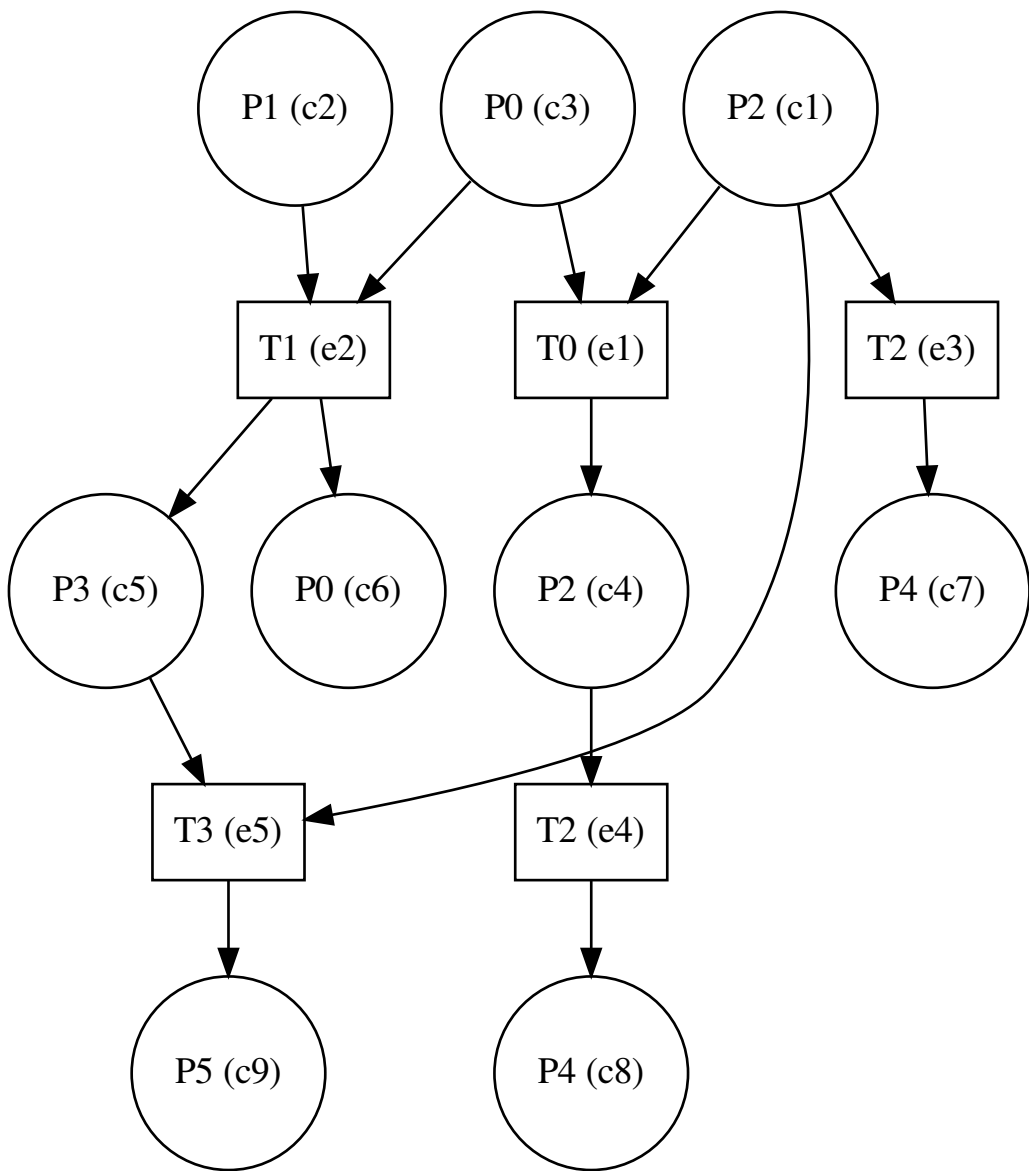 P1 (c2)
P0 (c3)
P2 (c1)
T1 (e2)
T0 (e1)
T2 (e3)
P3 (c5)
P0 (c6)
P2 (c4)
P4 (c7)
T3 (e5)
T2 (e4)
P5 (c9)
P4 (c8)